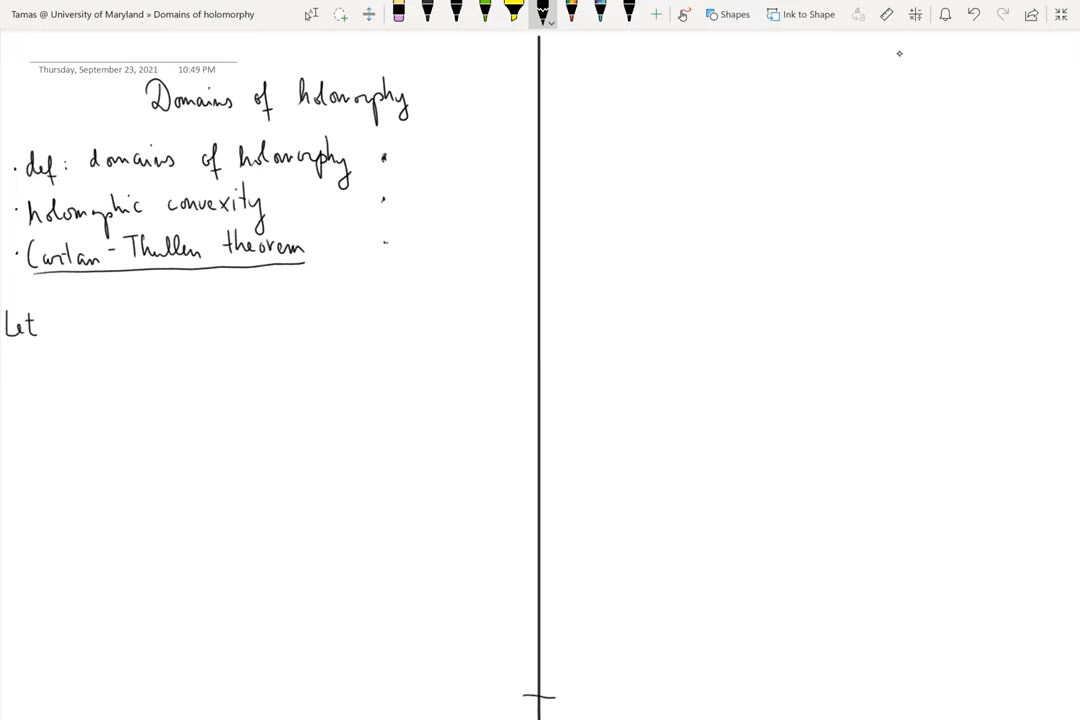 Tamas @ University of Maryland » Domains of holomorphy
Shapes
Ink to Shape
Thursday, September 23, 2021 10:49 PM
Domains of holomorphy
· def: domains of holomorphy
· holomorphic convexity
· Cartan - Thullen theorem
Let